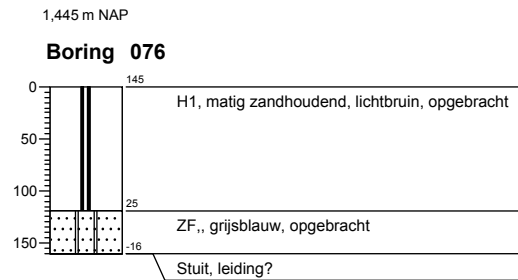 1,445 m NAP
Boring 076
0
145
H1, matig zandhoudend, lichtbruin, opgebracht
50
100
25
ZF,, grijsblauw, opgebracht
150
-16
Stuit, leiding?